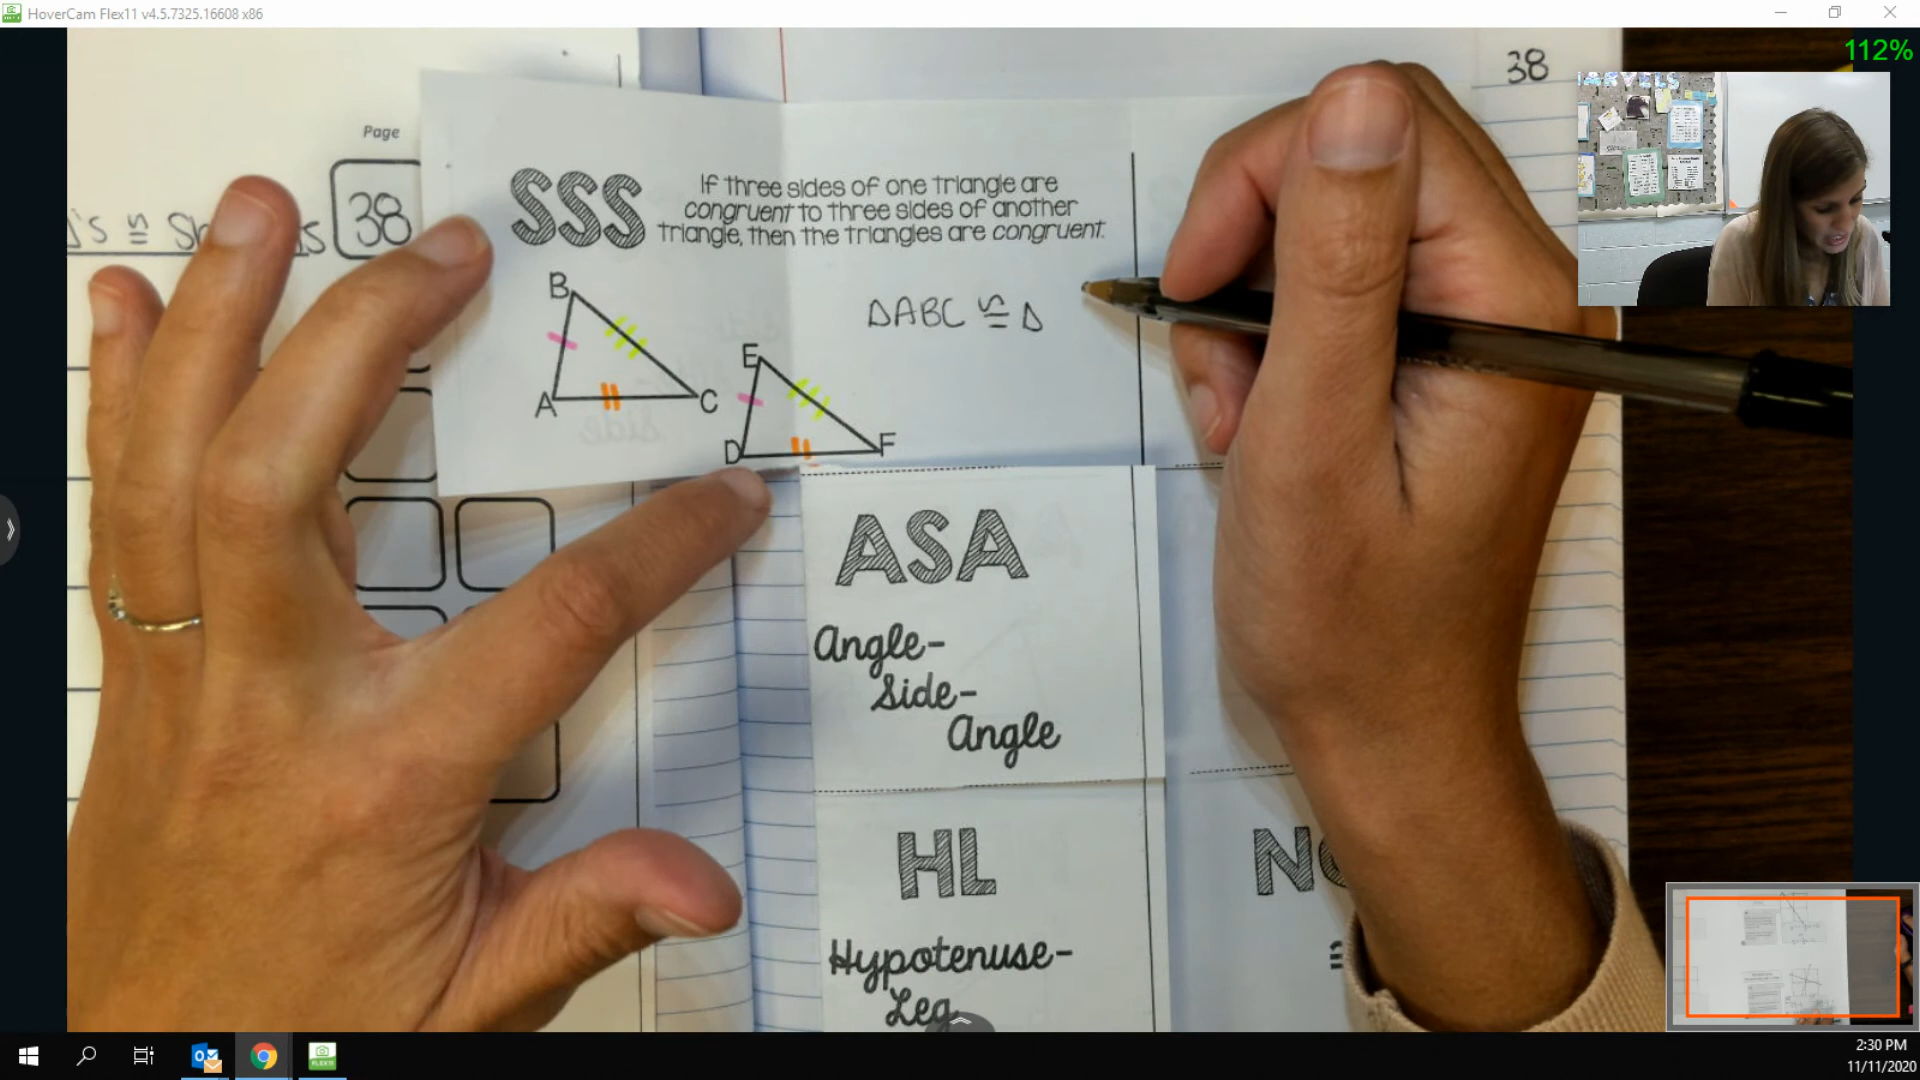 HoverCam Flex11 v4.5.7325.16608 x86
112%
38
Page
38
SSS
If three sides of one triangle are
congruent to three sides of another
triangle, then the triangles are congruent.
B
A
C
E
D
F
ΔABC ≅ Δ
ASA
Angle-
Side-
Angle
HL
Hypotenuse-
Leg
FLEX11
2:30 PM
11/11/2020